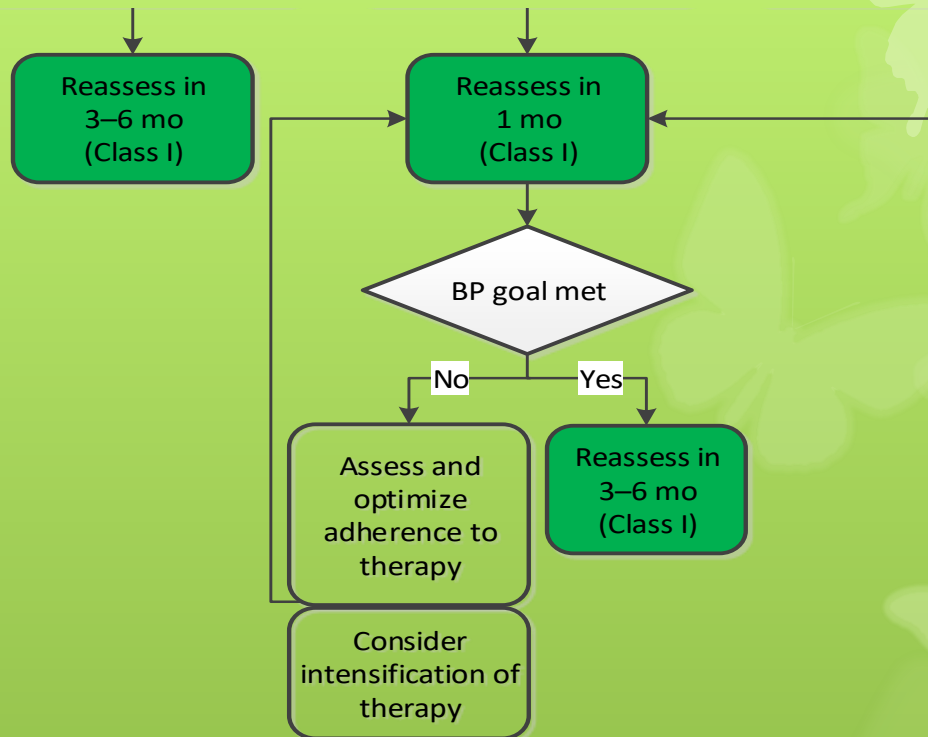 Reassess in
3–6 mo
(Class I)
Reassess in
1 mo
(Class I)
BP goal met
No
Yes
Assess and
optimize
adherence to
therapy
Reassess in
3–6 mo
(Class I)
Consider
intensification of
therapy